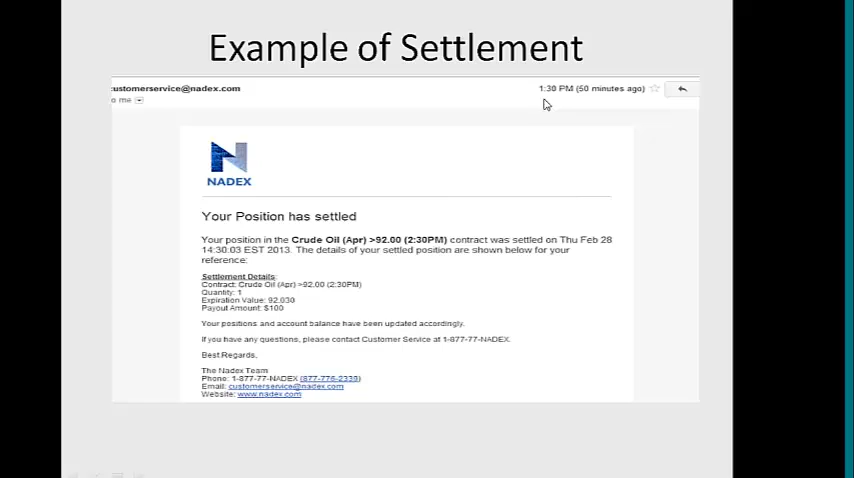 Example of Settlement
customerservice@nadex.com
1:30 PM (50 minutes ago)
o me
NADEX
Your Position has settled
Your position in the Crude Oil (Apr) >92.00 (2:30PM) contract was settled on Thu Feb 28
14:30:03 EST 2013. The details of your settled position are shown below for your
reference:
Settlement Details:
Contract: Crude Oil (Apr) >92.00 (2:30PM)
Quantity: 1
Expiration Value: 92.030
Payout Amount: $100
Your positions and account balance have been updated accordingly.
If you have any questions, please contact Customer Service at 1-877-77-NADEX.
Best Regards,
The Nadex Team
Phone: 1-877-77-NADEX (877-776-2339)
Email: customerservice@nadex.com
Website: www.nadex.com